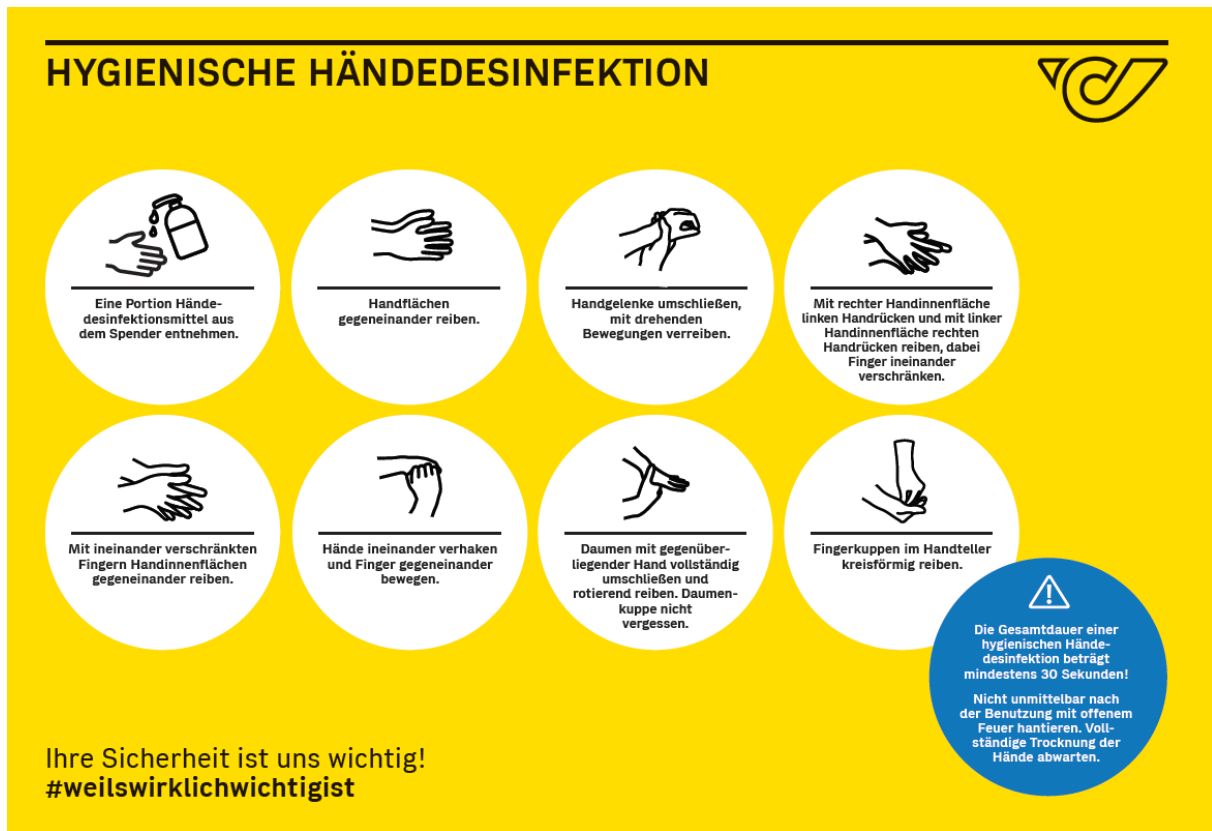 HYGIENISCHE HÄNDEDESINFEKTION
Eine Portion Hände-
desinfektionsmittel aus
dem Spender entnehmen.
Handflächen
gegeneinander reiben.
Handgelenke umschließen,
mit drehenden
Bewegungen verreiben.
Mit rechter Handinnenfläche
linken Handrücken und mit linker
Handinnenfläche rechten
Handrücken reiben, dabei
Finger ineinander
verschränken.
Mit ineinander verschränkten
Fingern Handinnenflächen
gegeneinander reiben.
Hände ineinander verhaken
und Finger gegeneinander
bewegen.
Daumen mit gegenüber-
liegender Hand vollständig
umschließen und
rotierend reiben. Daumen-
kuppe nicht
vergessen.
Fingerkuppen im Handteller
kreisförmig reiben.
Die Gesamtdauer einer
hygienischen Hände-
desinfektion beträgt
mindestens 30 Sekunden!
Nicht unmittelbar nach
der Benutzung mit offenem
Feuer hantieren. Voll-
ständige Trocknung der
Hände abwarten.
Ihre Sicherheit ist uns wichtig!
#weilswirklichwichtigist